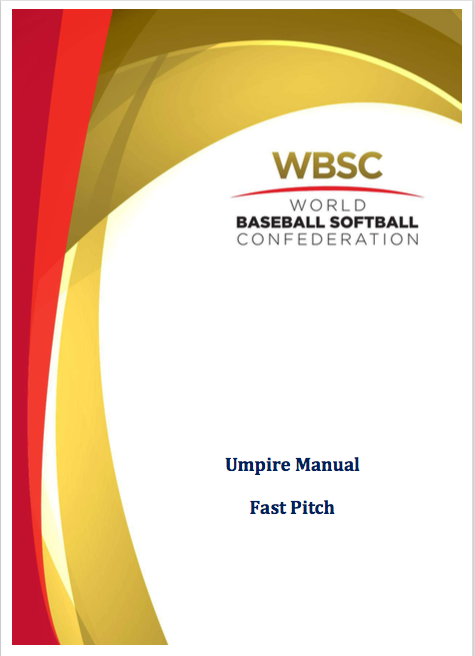 WBSC
WORLD
BASEBALL SOFTBALL
CONFEDERATION
Umpire Manual
Fast Pitch